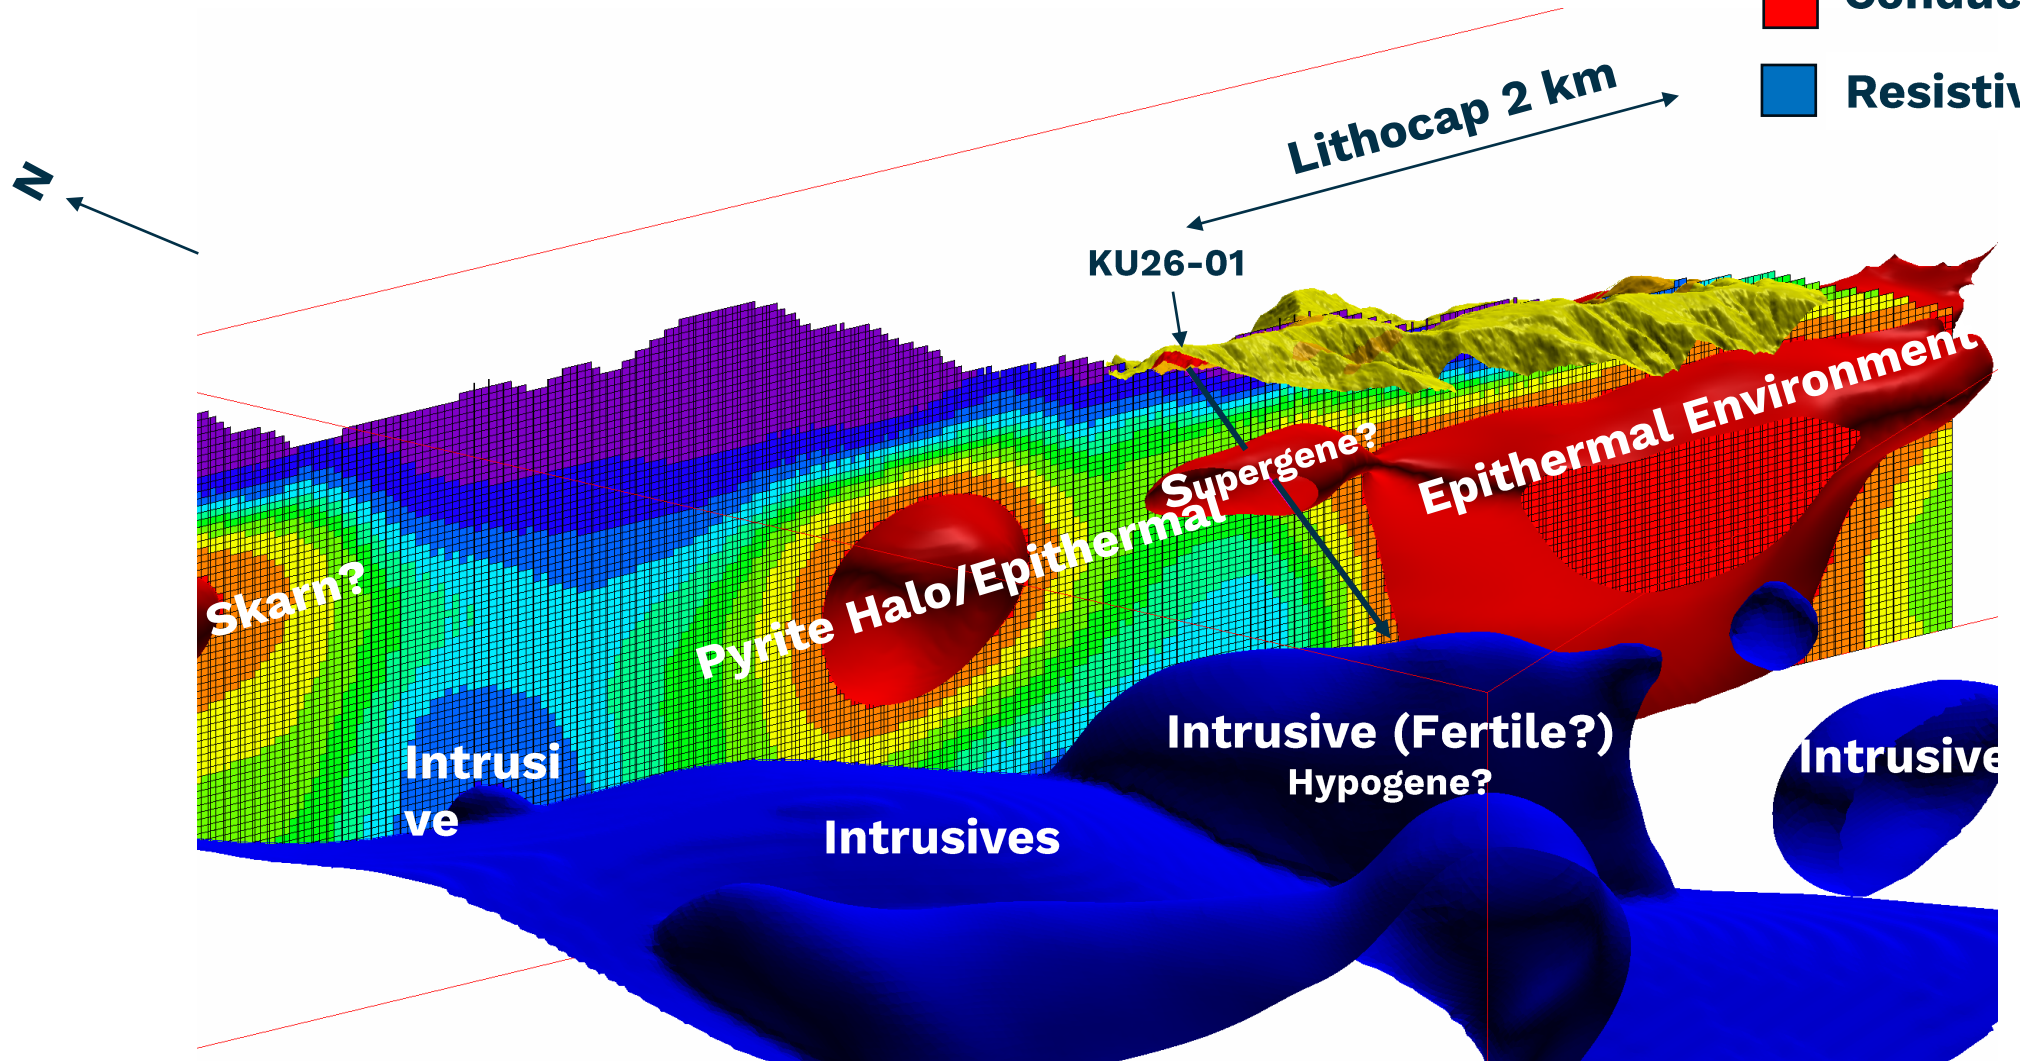 Resistiv
Lithocap 2 km
N
KU26-01
Epithermal Environment
Supergene?
Pyrite Halo/Epithermal
Skarn?
Intrusive (Fertile?)
Hypogene?
Intrusive
Intrusi
ve
Intrusives